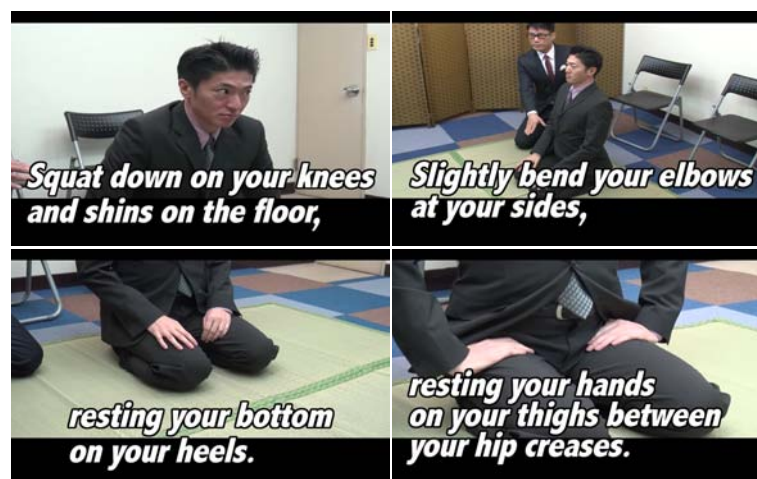 Squat down on your knees
and shins on the floor,
Slightly bend your elbows
at your sides,
resting your bottom
on your heels.
resting your hands
on your thighs between
your hip creases.